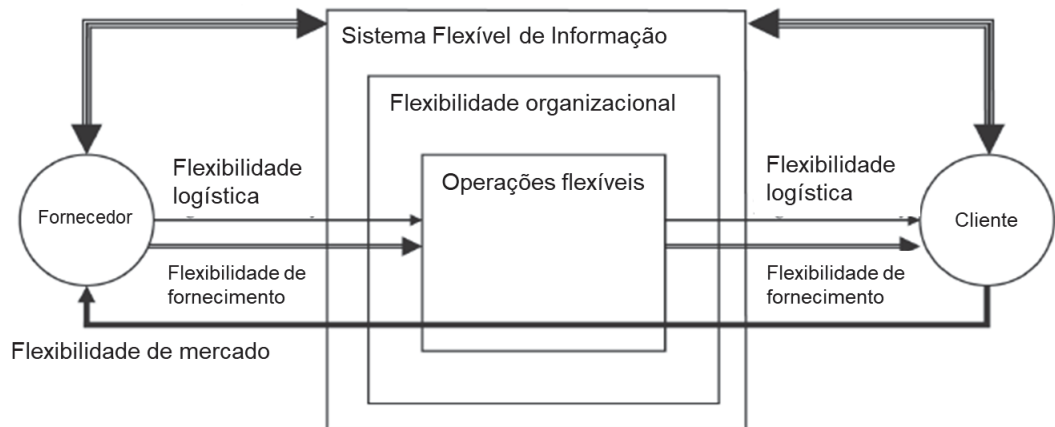 Sistema Flexível de Informação
Flexibilidade organizacional
Operações flexíveis
Flexibilidade
logística
Flexibilidade
logística
Fornecedor
Cliente
Flexibilidade de
fornecimento
Flexibilidade de
fornecimento
Flexibilidade de mercado